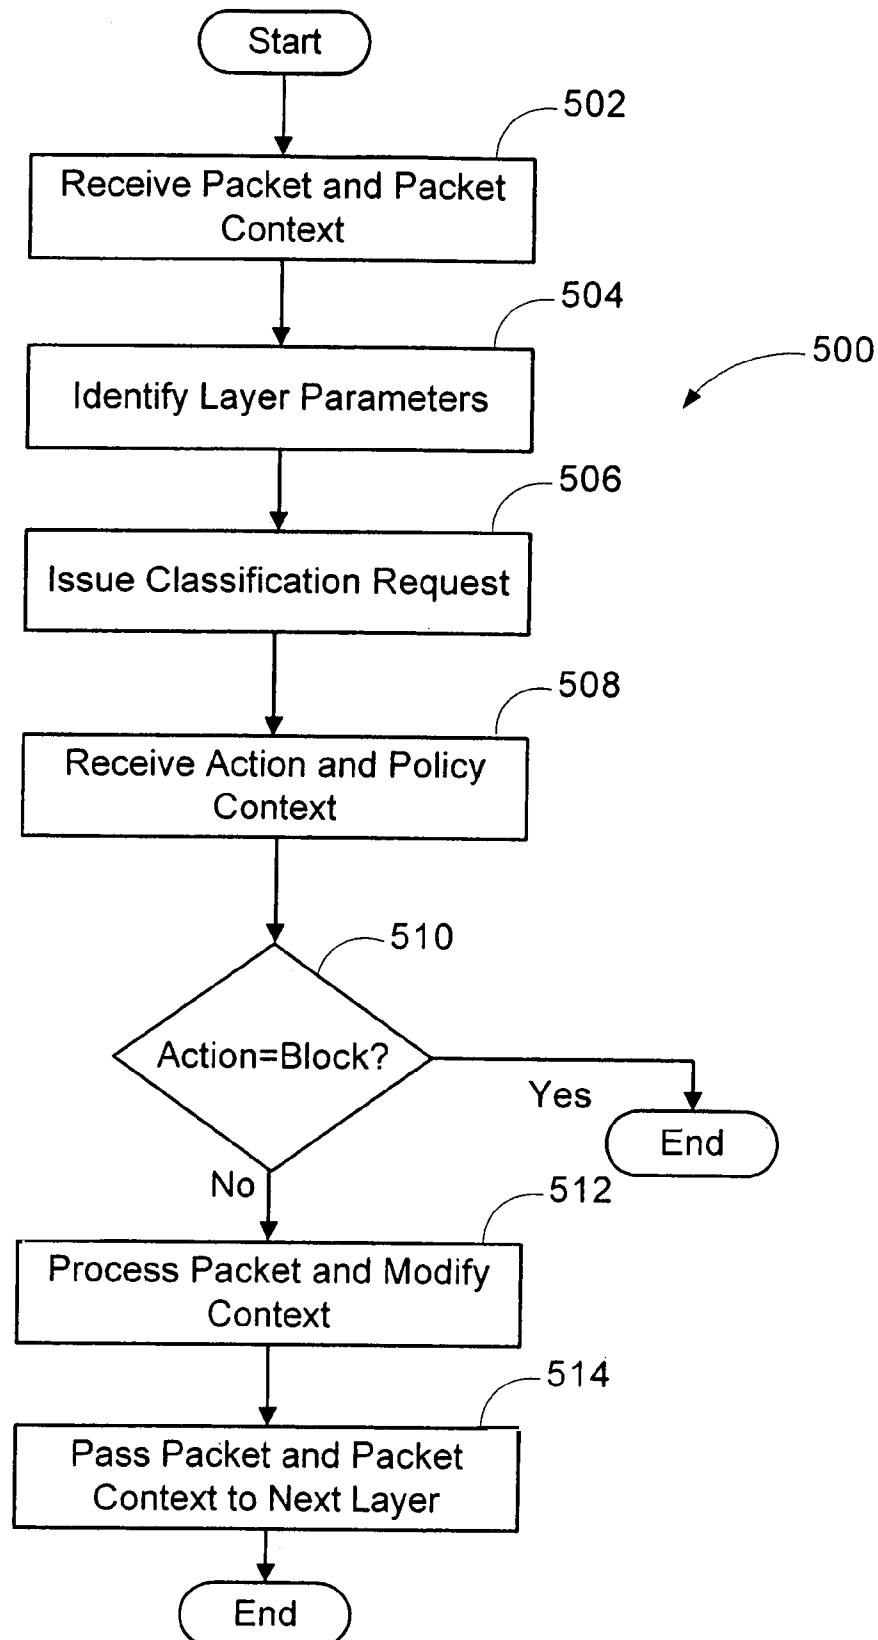 Start
502
Receive Packet and Packet
Context
504
500
Identify Layer Parameters
506
Issue Classification Request
508
Receive Action and Policy
Context
510
Action=Block?
Yes
End
No
512
Process Packet and Modify
Context
514
Pass Packet and Packet
Context to Next Layer
End